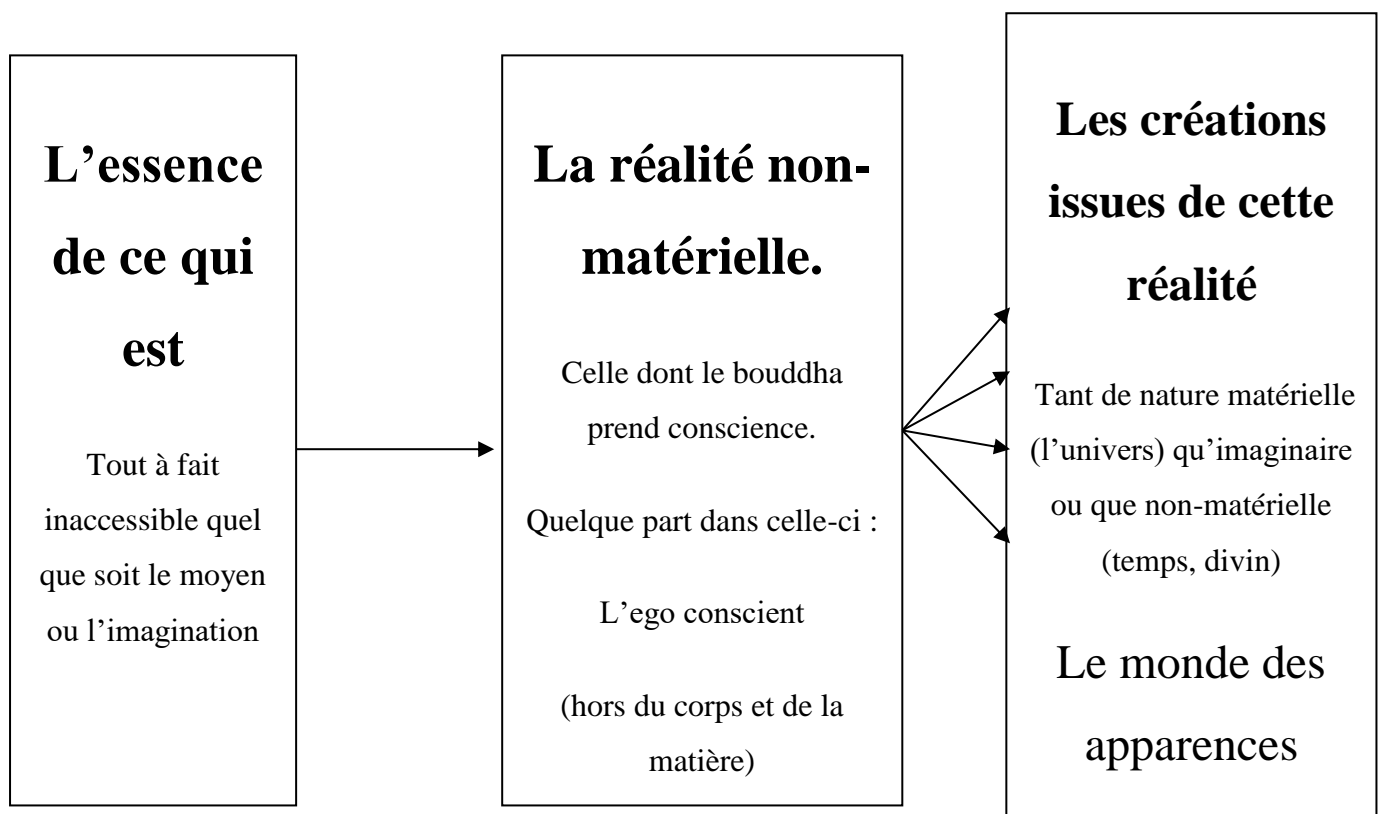 L’essence
de ce qui
est
Tout à fait
inaccessible quel
que soit le moyen
ou l’imagination
La réalité non-
matérielle.
Celle dont le bouddha
prend conscience.
Quelque part dans celle-ci :
L’ego conscient
(hors du corps et de la
matière)
Les créations
issues de cette
réalité
Tant de nature matérielle
(l’univers) qu’imaginaire
ou que non-matérielle
(temps, divin)
Le monde des
apparences